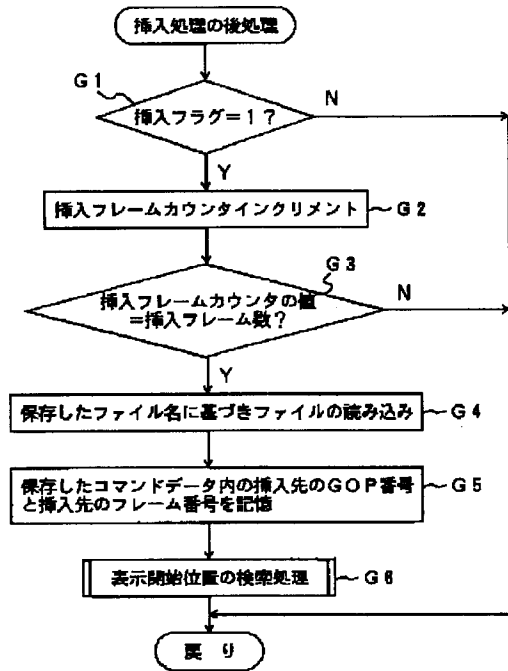 挿入処理の後処理
G1
挿入フラグ=1?
N
Y
挿入フレームカウンタインクリメント
G2
G3
挿入フレームカウンタの値
=挿入フレーム数?
N
Y
保存したファイル名に基づきファイルの読み込み
G4
保存したコマンドデータ内の挿入先のGOP番号
と挿入先のフレーム番号を記憶
G5
表示開始位置の検索処理
G6
戻り